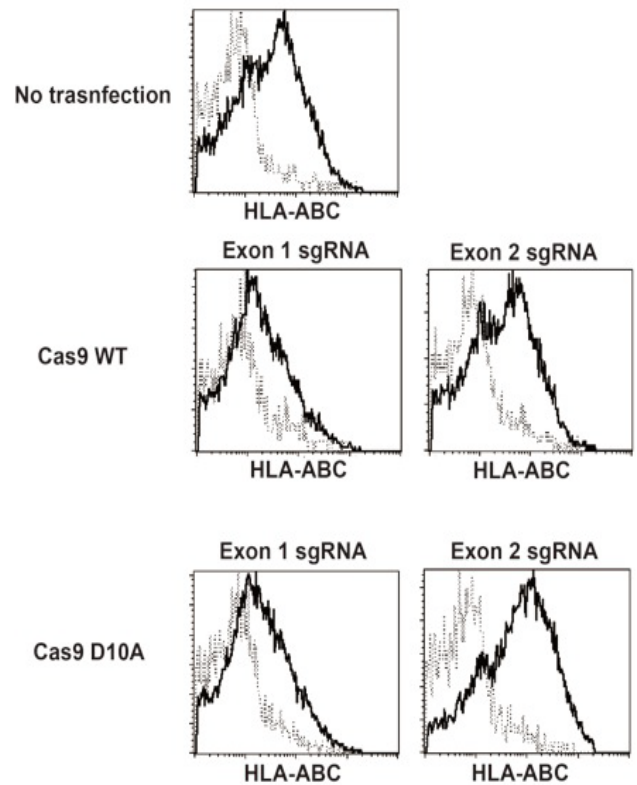 No trasnfection
HLA-ABC
Exon 1 sgRNA
Exon 2 sgRNA
Cas9 WT
HLA-ABC
HLA-ABC
Exon 1 sgRNA
Exon 2 sgRNA
Cas9 D10A
HLA-ABC
HLA-ABC